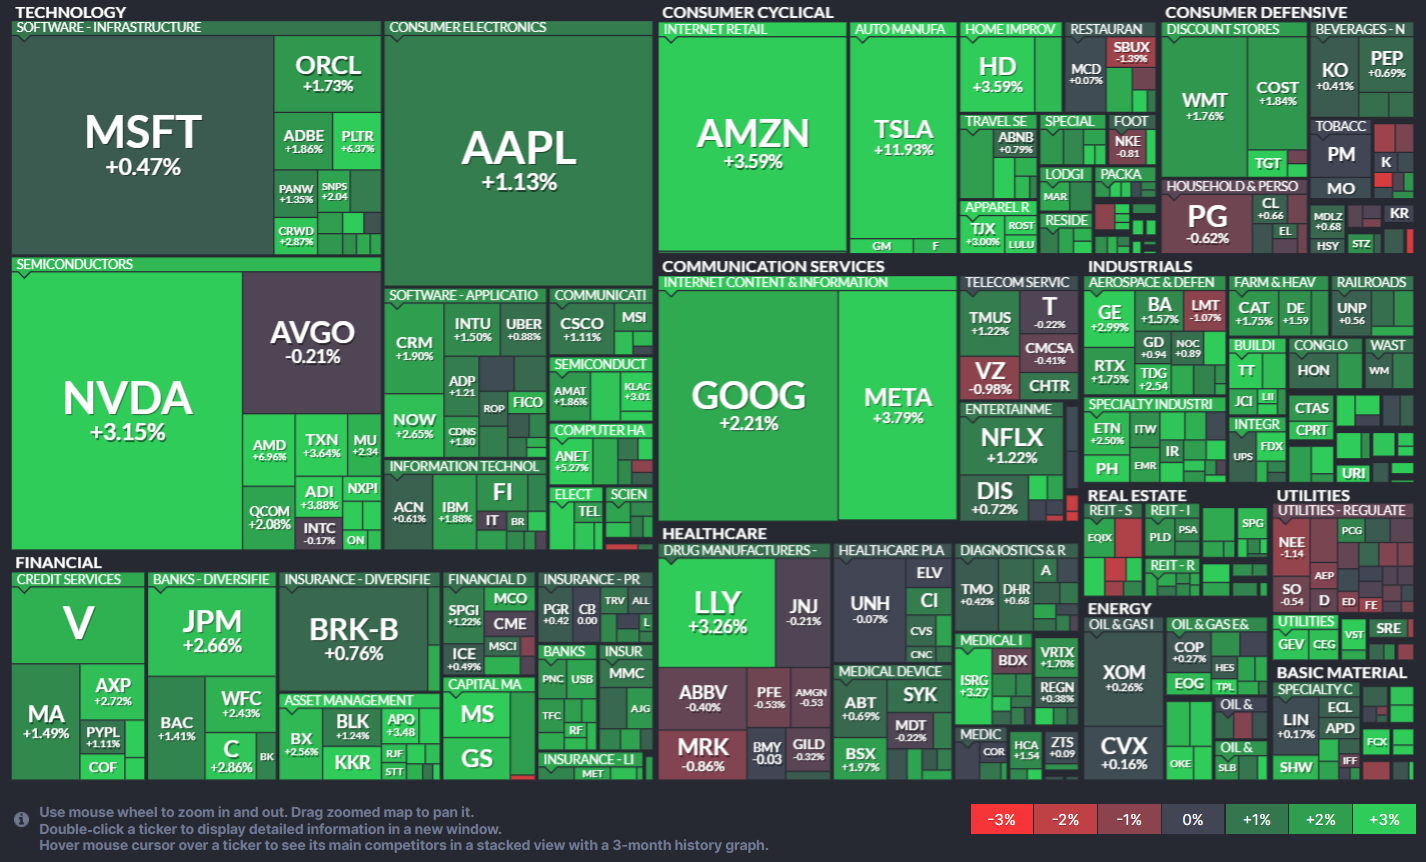 TECHNOLOGY
SOFTWARE - INFRASTRUCTURE
MSFT
+0.47%
ORCL
+1.73%
ADBE
+1.86%
PLTR
+6.37%
PANW
+1.35%
SNPS
+2.04
CRWD
+2.87%
CONSUMER ELECTRONICS
AAPL
+1.13%
SEMICONDUCTORS
NVDA
+3.15%
AVGO
-0.21%
AMD
+6.96%
TXN
+3.64%
MU
+2.34
QCOM
+2.08%
ADI
+3.88%
NXPI
INTC
-0.17%
ON
SOFTWARE - APPLICATIO
CRM
+1.90%
INTU
+1.50%
UBER
+0.88%
NOW
+2.65%
ADP
+1.21
ROP
FICO
CDNS
+1.80
COMMUNICATI
CSCO
+1.11%
MSI
SEMICONDUCT
AMAT
+1.86%
KLAC
+3.01
COMPUTER HA
ANET
+5.27%
INFORMATION TECHNOL
ACN
+0.61%
IBM
+1.88%
FI
IT
BR
ELECT
TEL
SCIEN
CONSUMER CYCLICAL
INTERNET RETAIL
AMZN
+3.59%
AUTO MANUFA
TSLA
+11.93%
GM
F
HOME IMPROV
HD
+3.59%
RESTAURAN
MCD
+0.07%
SBUX
-1.39%
TRAVEL SE
ABNB
+0.79%
SPECIAL
FOOT
NKE
-0.81
LODGI
MAR
PACKA
APPAREL R
TJX
+3.00%
ROST
LULU
RESIDE
CONSUMER DEFENSIVE
DISCOUNT STORES
WMT
+1.76%
COST
+1.84%
TGT
BEVERAGES - N
KO
+0.41%
PEP
+0.69%
TOBACC
PM
MO
K
HOUSEHOLD & PERSO
PG
-0.62%
CL
+0.66
EL
MDLZ
+0.68
KR
HSY
STZ
COMMUNICATION SERVICES
INTERNET CONTENT & INFORMATION
GOOG
+2.21%
META
+3.79%
TELECOM SERVIC
TMUS
+1.22%
T
-0.22%
VZ
-0.98%
CMCSA
-0.41%
CHTR
ENTERTAINME
NFLX
+1.22%
DIS
+0.72%
INDUSTRIALS
AEROSPACE & DEFEN
GE
+2.99%
BA
+1.57%
LMT
-1.07%
RTX
+1.75%
GD
+0.94
NOC
+0.89
TDG
+2.54
FARM & HEAV
CAT
+1.75%
DE
+1.59
RAILROADS
UNP
+0.56
BUILDI
TT
JCI
LII
CONGLO
HON
WAST
WM
SPECIALTY INDUSTRI
ETN
+2.50%
ITW
PH
EMR
IR
INTEGR
UPS
FDX
CTAS
CPRT
URI
FINANCIAL
CREDIT SERVICES
V
MA
+1.49%
AXP
+2.72%
PYPL
+1.11%
COF
BANKS - DIVERSIFIE
JPM
+2.66%
BAC
+1.41%
WFC
+2.43%
C
+2.86%
BK
INSURANCE - DIVERSIFIE
BRK-B
+0.76%
ASSET MANAGEMENT
BX
+2.56%
BLK
+1.24%
APO
+3.48
KKR
RJF
STT
FINANCIAL D
SPGI
+1.22%
MCO
CME
ICE
+0.49%
MSCI
CAPITAL MA
MS
GS
INSURANCE - PR
PGR
+0.42
CB
0.00
TRV
ALL
L
BANKS
PNC
USB
TFC
RF
INSUR
MMC
AJG
INSURANCE - LI
MET
HEALTHCARE
DRUG MANUFACTURERS -
LLY
+3.26%
JNJ
-0.21%
ABBV
-0.40%
PFE
-0.53%
AMGN
-0.53
MRK
-0.86%
BMY
-0.03
GILD
-0.32%
HEALTHCARE PLA
UNH
-0.07%
ELV
CI
CVS
CNC
MEDICAL DEVICE
ABT
+0.69%
SYK
MDT
-0.22%
BSX
+1.97%
DIAGNOSTICS & R
TMO
+0.42%
DHR
+0.68
A
MEDICAL I
ISRG
+3.27
BDX
VRTX
+1.70%
REGN
+0.38%
MEDIC
COR
HCA
+1.54
ZTS
+0.09
REAL ESTATE
REIT - S
EQIX
REIT - I
PLD
PSA
SPG
REIT - R
UTILITIES
UTILITIES - REGULATE
NEE
-1.14
PCG
AEP
SO
-0.54
D
ED
FE
UTILITIES
GEV
CEG
VST
SRE
ENERGY
OIL & GAS I
XOM
+0.26%
CVX
+0.16%
OIL & GAS E&
COP
+0.27%
HES
EOG
TPL
OIL &
OKE
OIL &
SLB
BASIC MATERIAL
SPECIALTY C
LIN
+0.17%
ECL
APD
SHW
IFF
FCX
Use mouse wheel to zoom in and out. Drag zoomed map to pan it.
Double-click a ticker to display detailed information in a new window.
Hover mouse cursor over a ticker to see its main competitors in a stacked view with a 3-month history graph.
-3% -2% -1% 0% +1% +2% +3%